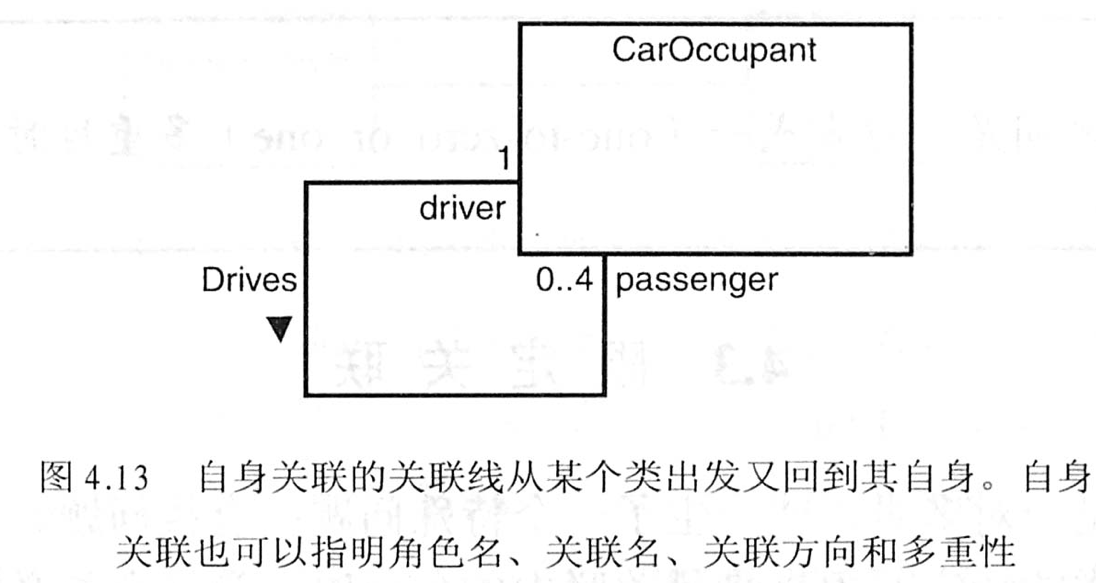 CarOccupant
1
driver
Drives
0..4 passenger
图 4.13 自身关联的关联线从某个类出发又回到其自身。自身
关联也可以指明角色名、关联名、关联方向和多重性